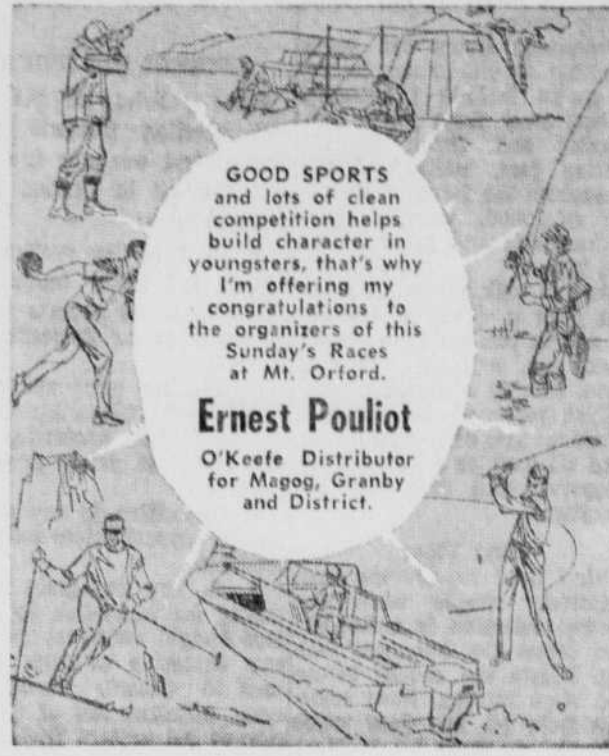 GOOD SPORTS
and lots of clean
competition helps
build character in
youngsters, that's why
I'm offering my
congratulations to
the organizers of this
Sunday's Races
at Mt. Orford.
Ernest Pouliot
O'Keefe Distributor
for Magog, Granby
and District.